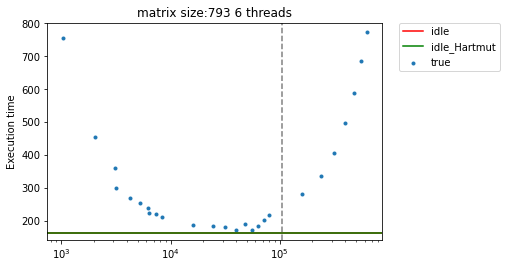 matrix size:793 6 threads
idle
idle_Hartmut
true
Execution time
800
700
600
500
400
300
200
10³
10⁴
10⁵